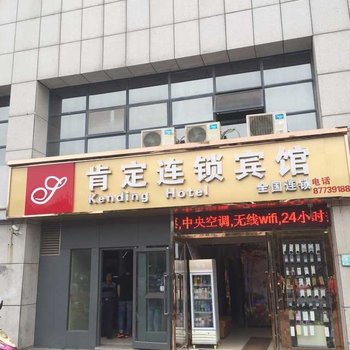 肯定连锁宾馆
Kending Hotel
全国连锁
电话
87739188
,中央空调,无线wifi,24小时